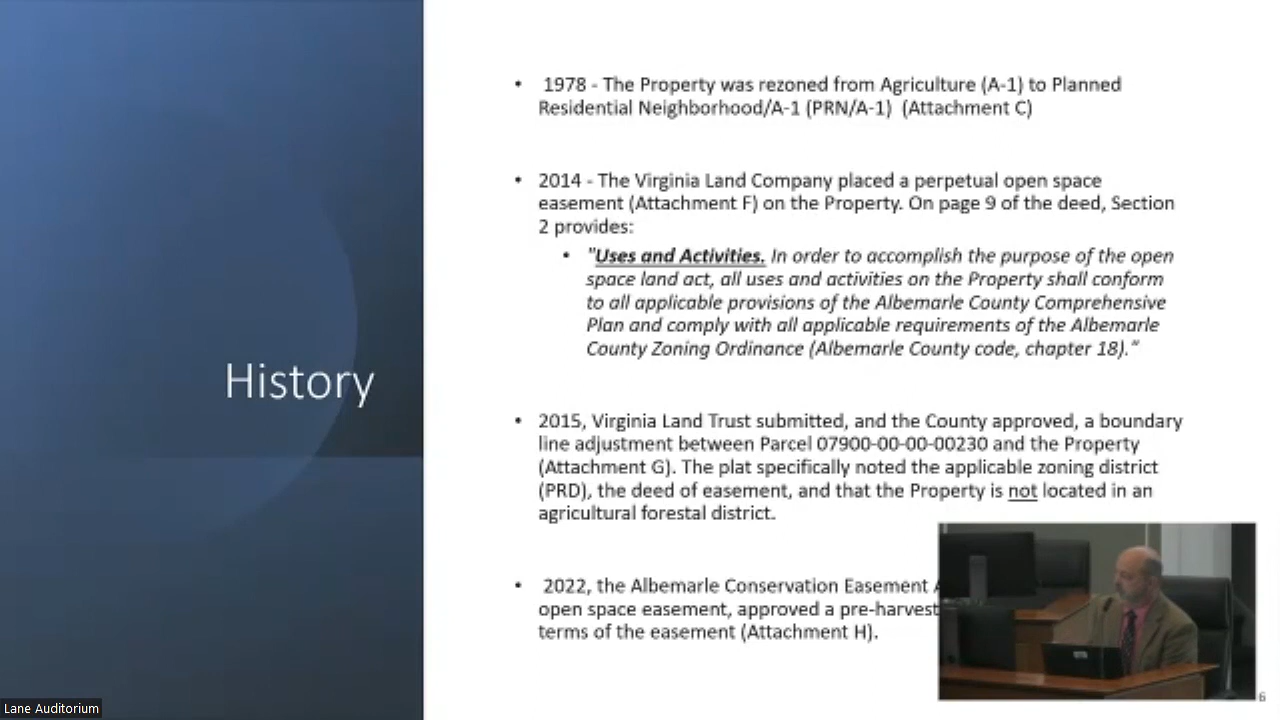 History
• 1978 - The Property was rezoned from Agriculture (A-1) to Planned
Residential Neighborhood/A-1 (PRN/A-1) (Attachment C)
• 2014 - The Virginia Land Company placed a perpetual open space
easement (Attachment F) on the Property. On page 9 of the deed, Section
2 provides:
• "Uses and Activities. In order to accomplish the purpose of the open
space land act, all uses and activities on the Property shall conform
to all applicable provisions of the Albemarle County Comprehensive
Plan and comply with all applicable requirements of the Albemarle
County Zoning Ordinance (Albemarle County code, chapter 18)."
• 2015, Virginia Land Trust submitted, and the County approved, a boundary
line adjustment between Parcel 07900-00-00-00230 and the Property
(Attachment G). The plat specifically noted the applicable zoning district
(PRD), the deed of easement, and that the Property is not located in an
agricultural forestal district.
• 2022, the Albemarle Conservation Easement
open space easement, approved a pre-harvest
terms of the easement (Attachment H).
6
Lane Auditorium